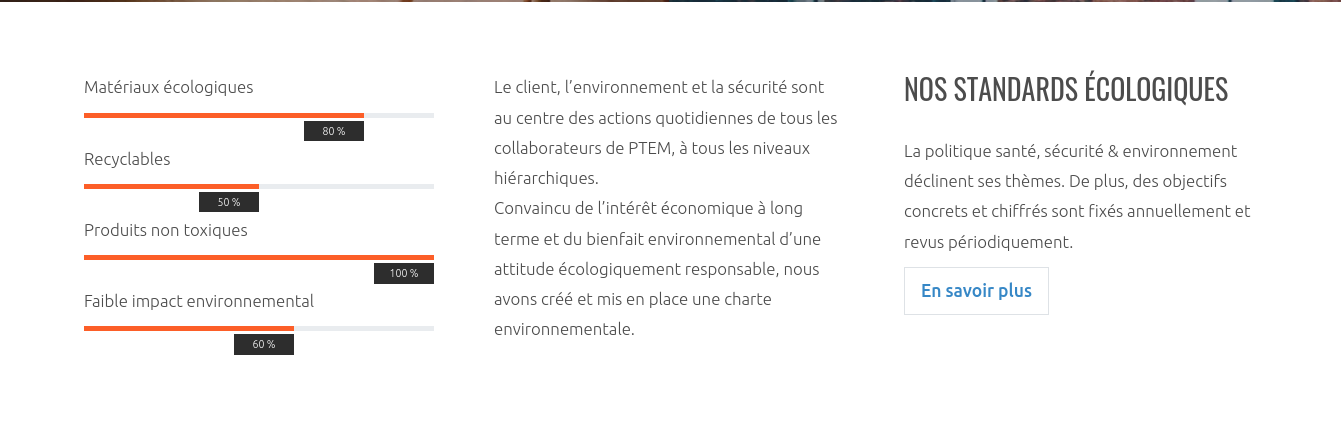 Matériaux écologiques
80 %
Recyclables
50 %
Produits non toxiques
100 %
Faible impact environnemental
60 %
Le client, l’environnement et la sécurité sont
au centre des actions quotidiennes de tous les
collaborateurs de PTEM, à tous les niveaux
hiérarchiques.
Convaincu de l’intérêt économique à long
terme et du bienfait environnemental d’une
attitude écologiquement responsable, nous
avons créé et mis en place une charte
environnementale.
NOS STANDARDS ÉCOLOGIQUES
La politique santé, sécurité & environnement
déclinent ses thèmes. De plus, des objectifs
concrets et chiffrés sont fixés annuellement et
revus périodiquement.
En savoir plus